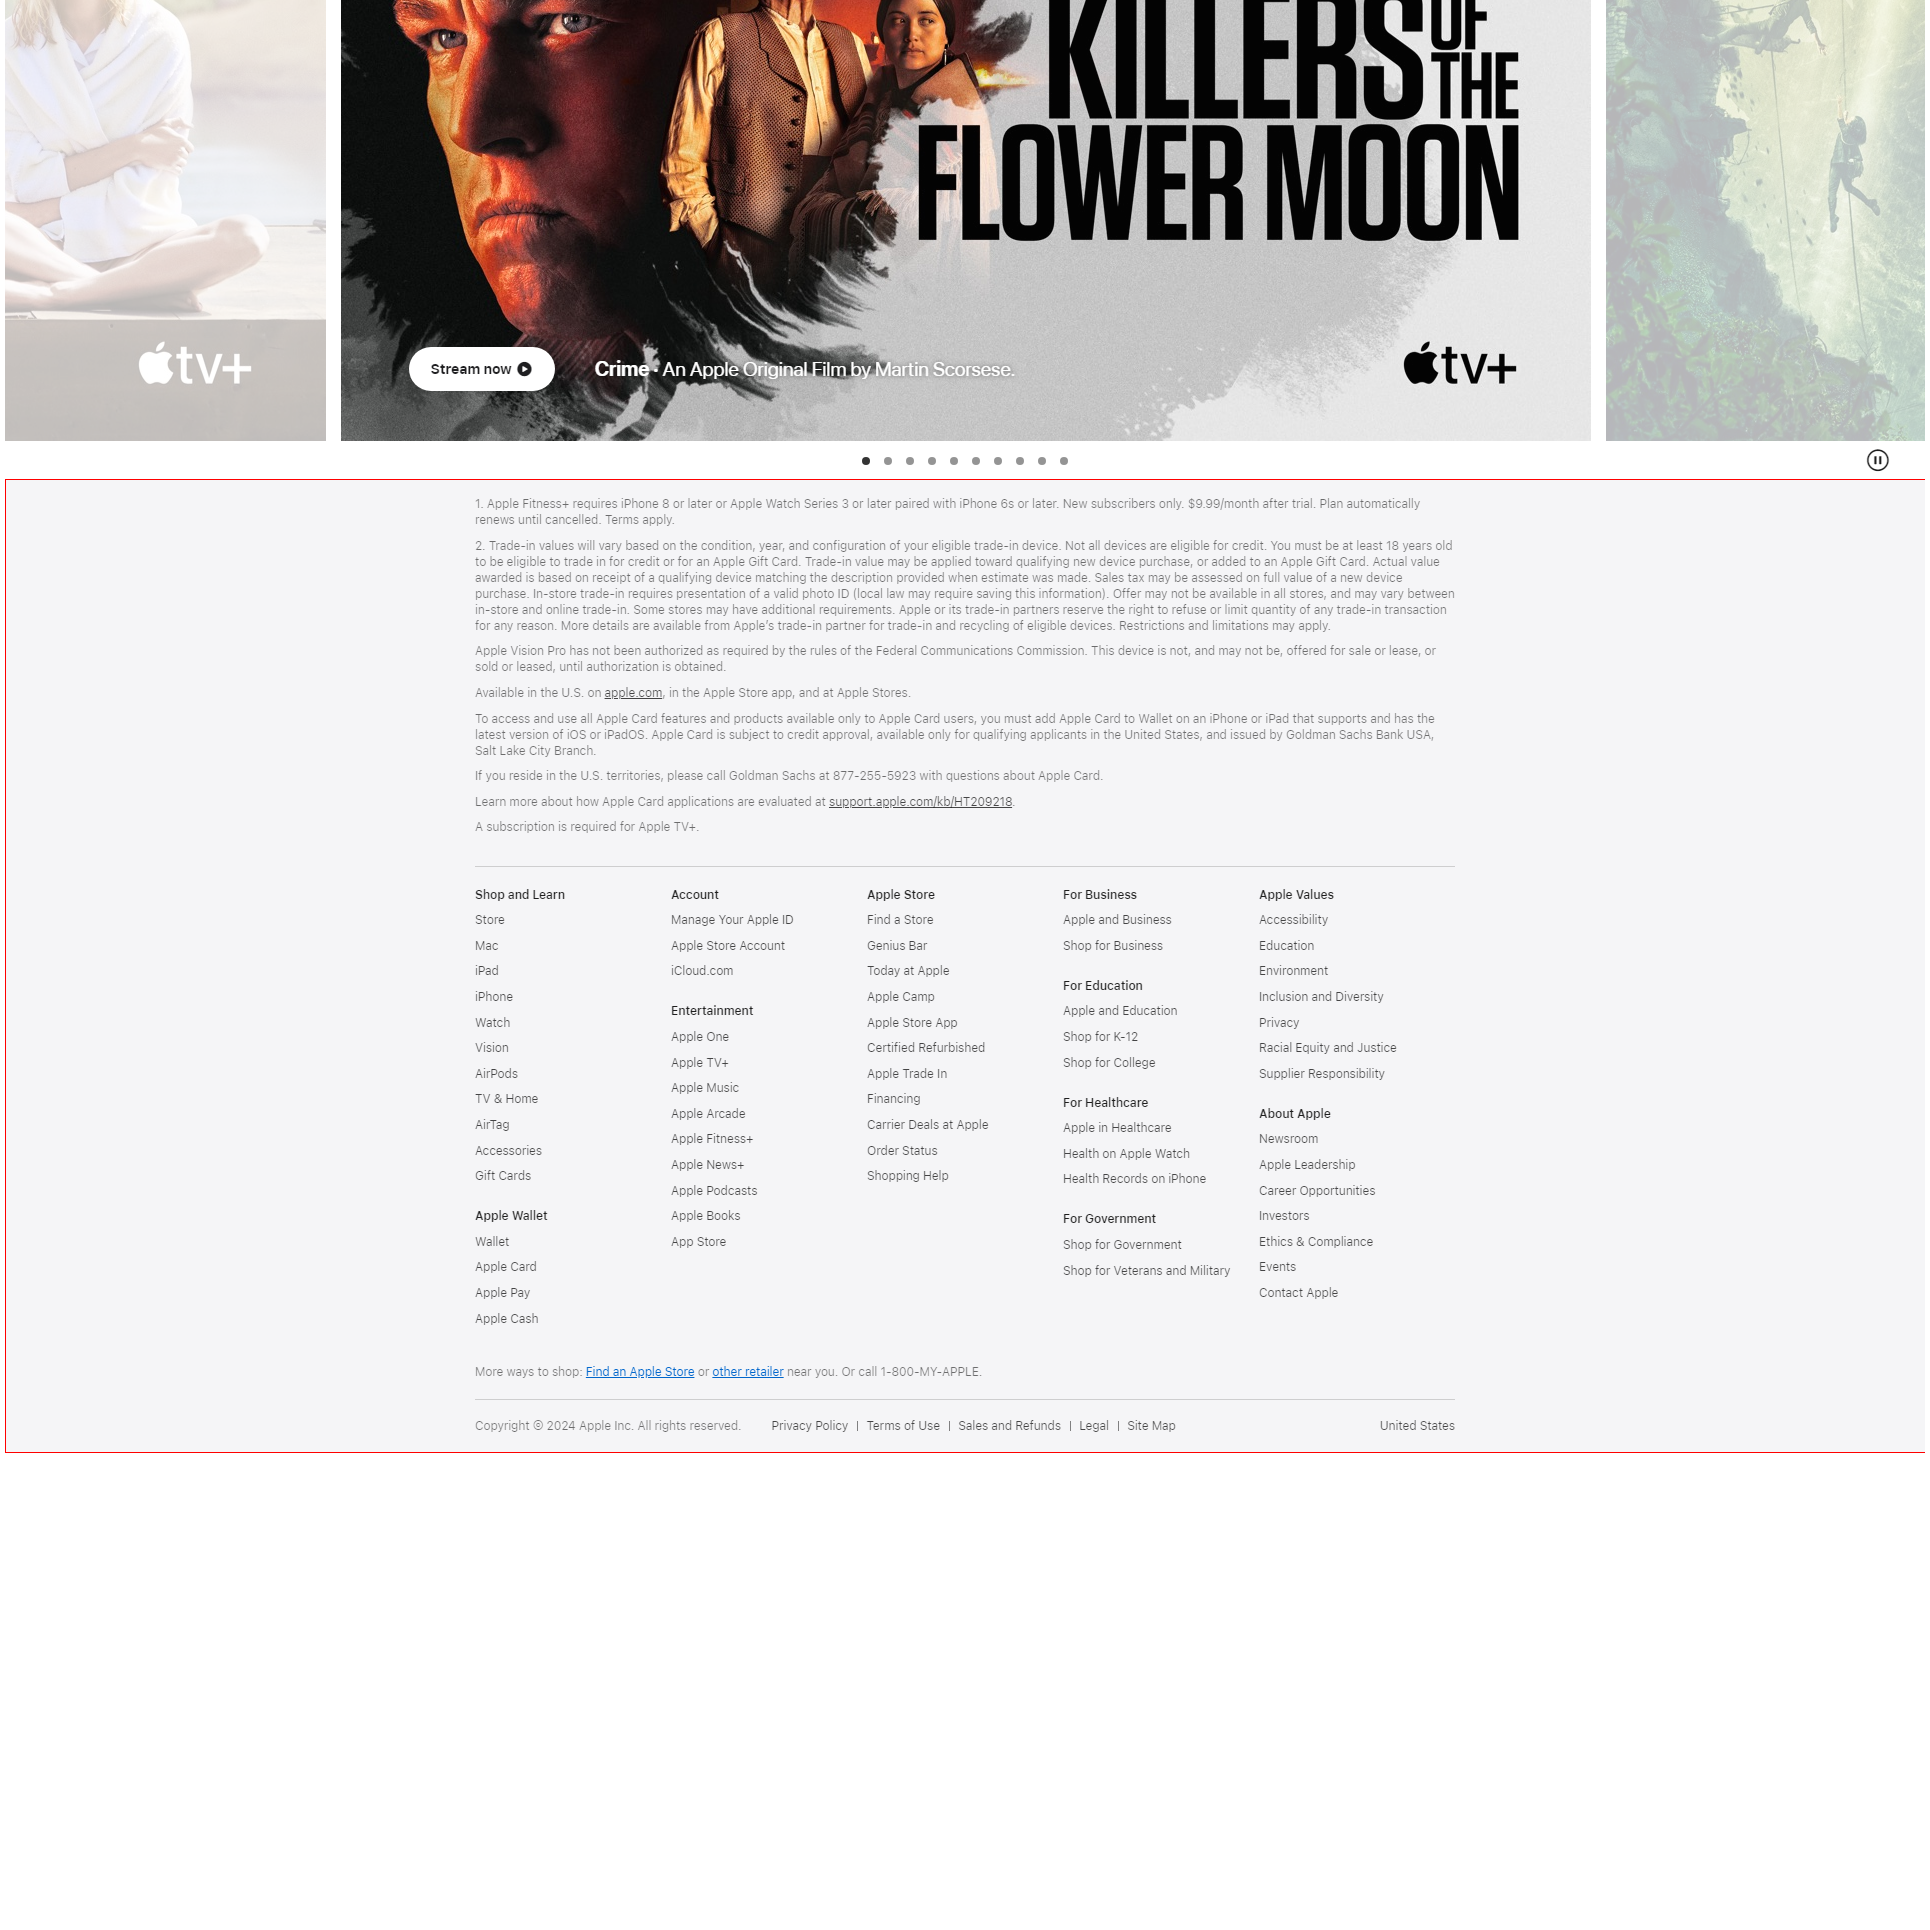 KILLERS OF THE
FLOWER MOON
tv+
Stream now
Crime · An Apple Original Film by Martin Scorsese.
tv+
1. Apple Fitness+ requires iPhone 8 or later or Apple Watch Series 3 or later paired with iPhone 6s or later. New subscribers only. $9.99/month after trial. Plan automatically
renews until cancelled. Terms apply.
2. Trade-in values will vary based on the condition, year, and configuration of your eligible trade-in device. Not all devices are eligible for credit. You must be at least 18 years old
to be eligible to trade in for credit or for an Apple Gift Card. Trade-in value may be applied toward qualifying new device purchase, or added to an Apple Gift Card. Actual value
awarded is based on receipt of a qualifying device matching the description provided when estimate was made. Sales tax may be assessed on full value of a new device
purchase. In-store trade-in requires presentation of a valid photo ID (local law may require saving this information). Offer may not be available in all stores, and may vary between
in-store and online trade-in. Some stores may have additional requirements. Apple or its trade-in partners reserve the right to refuse or limit quantity of any trade-in transaction
for any reason. More details are available from Apple's trade-in partner for trade-in and recycling of eligible devices. Restrictions and limitations may apply.
Apple Vision Pro has not been authorized as required by the rules of the Federal Communications Commission. This device is not, and may not be, offered for sale or lease, or
sold or leased, until authorization is obtained.
Available in the U.S. on apple.com, in the Apple Store app, and at Apple Stores.
To access and use all Apple Card features and products available only to Apple Card users, you must add Apple Card to Wallet on an iPhone or iPad that supports and has the
latest version of iOS or iPadOS. Apple Card is subject to credit approval, available only for qualifying applicants in the United States, and issued by Goldman Sachs Bank USA,
Salt Lake City Branch.
If you reside in the U.S. territories, please call Goldman Sachs at 877-255-5923 with questions about Apple Card.
Learn more about how Apple Card applications are evaluated at support.apple.com/kb/HT209218.
A subscription is required for Apple TV+.
Shop and Learn
Store
Mac
iPad
iPhone
Watch
Vision
AirPods
TV & Home
AirTag
Accessories
Gift Cards
Apple Wallet
Wallet
Apple Card
Apple Pay
Apple Cash
Account
Manage Your Apple ID
Apple Store Account
iCloud.com
Entertainment
Apple One
Apple TV+
Apple Music
Apple Arcade
Apple Fitness+
Apple News+
Apple Podcasts
Apple Books
App Store
Apple Store
Find a Store
Genius Bar
Today at Apple
Apple Camp
Apple Store App
Certified Refurbished
Apple Trade In
Financing
Carrier Deals at Apple
Order Status
Shopping Help
For Business
Apple and Business
Shop for Business
For Education
Apple and Education
Shop for K-12
Shop for College
For Healthcare
Apple in Healthcare
Health on Apple Watch
Health Records on iPhone
For Government
Shop for Government
Shop for Veterans and Military
Apple Values
Accessibility
Education
Environment
Inclusion and Diversity
Privacy
Racial Equity and Justice
Supplier Responsibility
About Apple
Newsroom
Apple Leadership
Career Opportunities
Investors
Ethics & Compliance
Events
Contact Apple
More ways to shop: Find an Apple Store or other retailer near you. Or call 1-800-MY-APPLE.
Copyright © 2024 Apple Inc. All rights reserved. Privacy Policy | Terms of Use | Sales and Refunds | Legal | Site Map United States